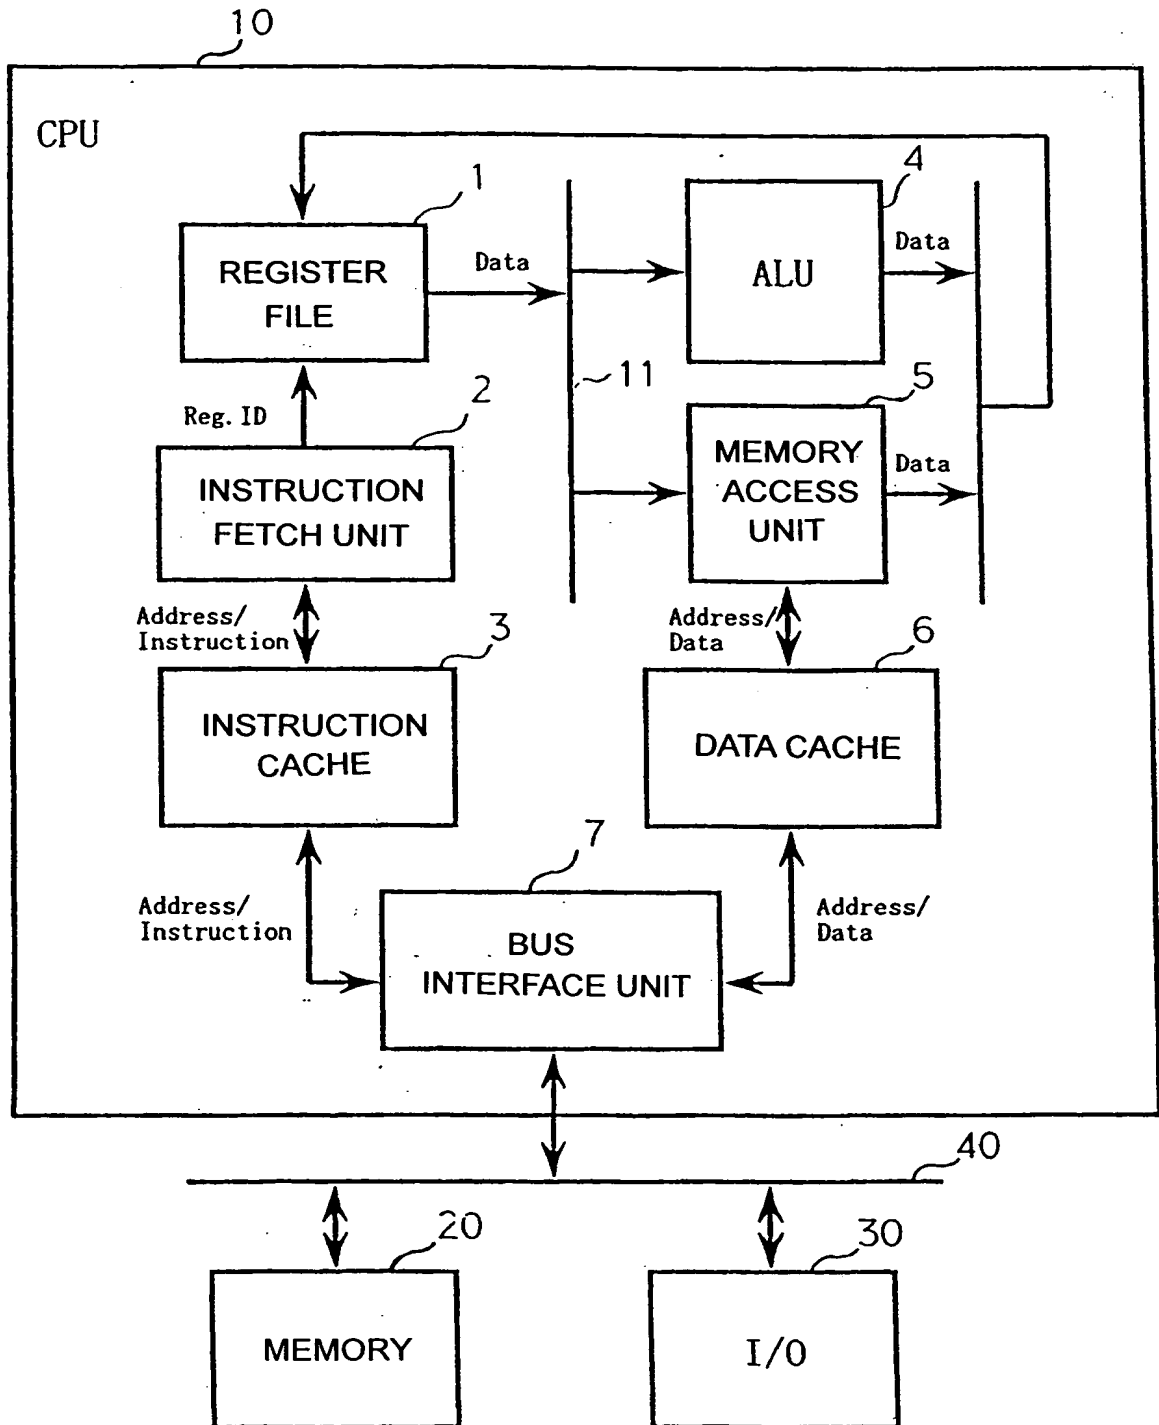 10
CPU
1
REGISTER
FILE
Data
4
ALU
Data
11
Reg. ID
2
INSTRUCTION
FETCH UNIT
5
MEMORY
ACCESS
UNIT
Data
Address/
Instruction
3
INSTRUCTION
CACHE
Address/
Data
6
DATA CACHE
Address/
Instruction
7
BUS
INTERFACE UNIT
Address/
Data
40
20
MEMORY
30
I/O